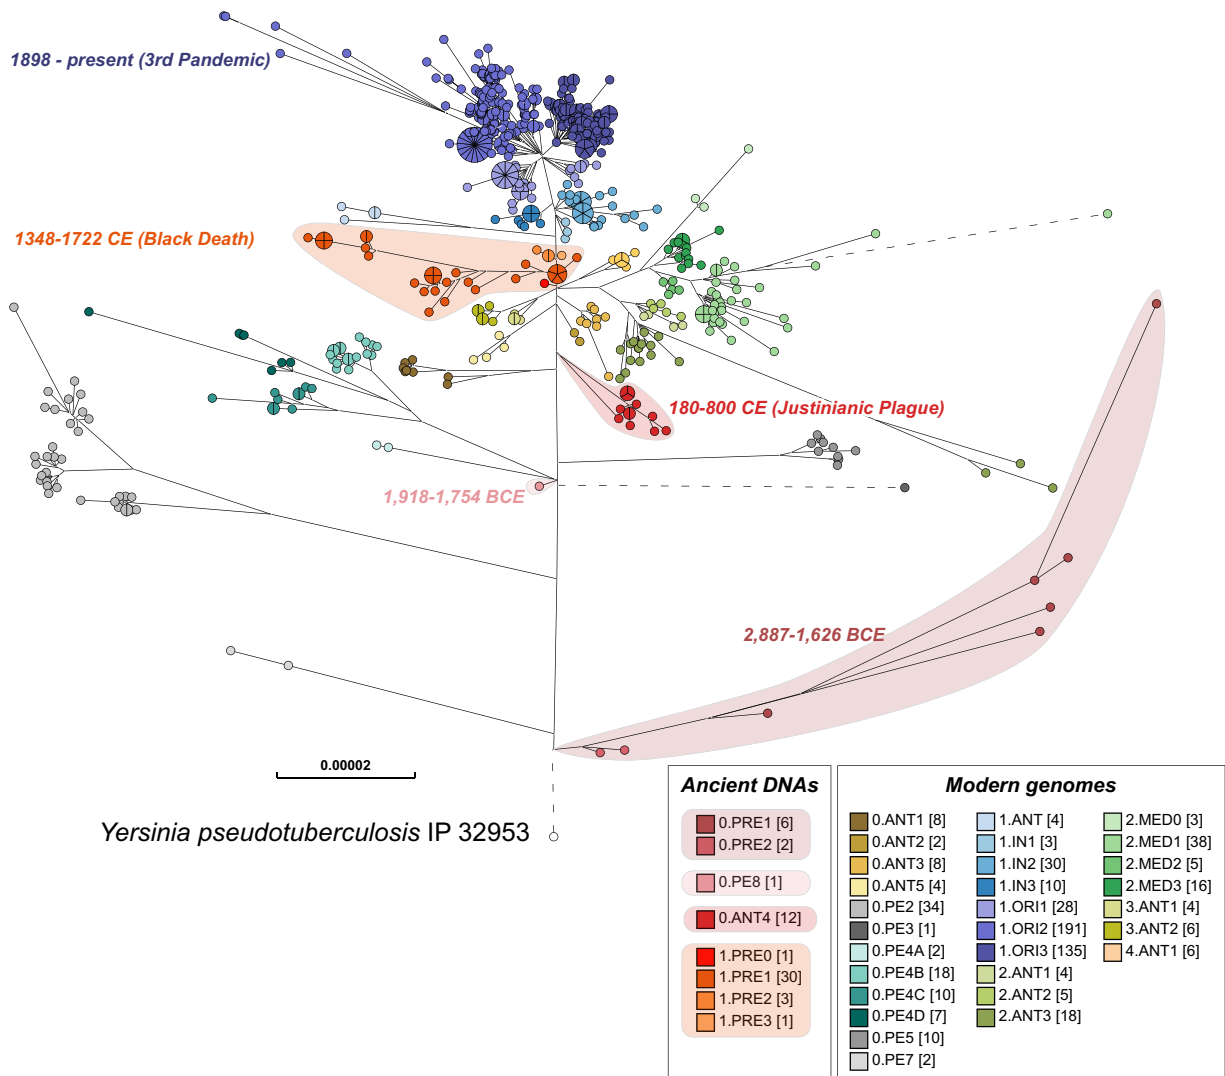 1898 - present (3rd Pandemic)
1348-1722 CE (Black Death)
180-800 CE (Justinianic Plague)
1,918-1,754 BCE
2,887-1,626 BCE
0.00002
Yersinia pseudotuberculosis IP 32953
Ancient DNAs
0.PRE1 [6]
0.PRE2 [2]
0.PE8 [1]
0.ANT4 [12]
1.PRE0 [1]
1.PRE1 [30]
1.PRE2 [3]
1.PRE3 [1]
Modern genomes
0.ANT1 [8]
0.ANT2 [2]
0.ANT3 [8]
0.ANT5 [4]
0.PE2 [34]
0.PE3 [1]
0.PE4A [2]
0.PE4B [18]
0.PE4C [10]
0.PE4D [7]
0.PE5 [10]
0.PE7 [2]
1.ANT [4]
1.IN1 [3]
1.IN2 [30]
1.IN3 [10]
1.ORI1 [28]
1.ORI2 [191]
1.ORI3 [135]
2.ANT1 [4]
2.ANT2 [5]
2.ANT3 [18]
2.MED0 [3]
2.MED1 [38]
2.MED2 [5]
2.MED3 [16]
3.ANT1 [4]
3.ANT2 [6]
4.ANT1 [6]